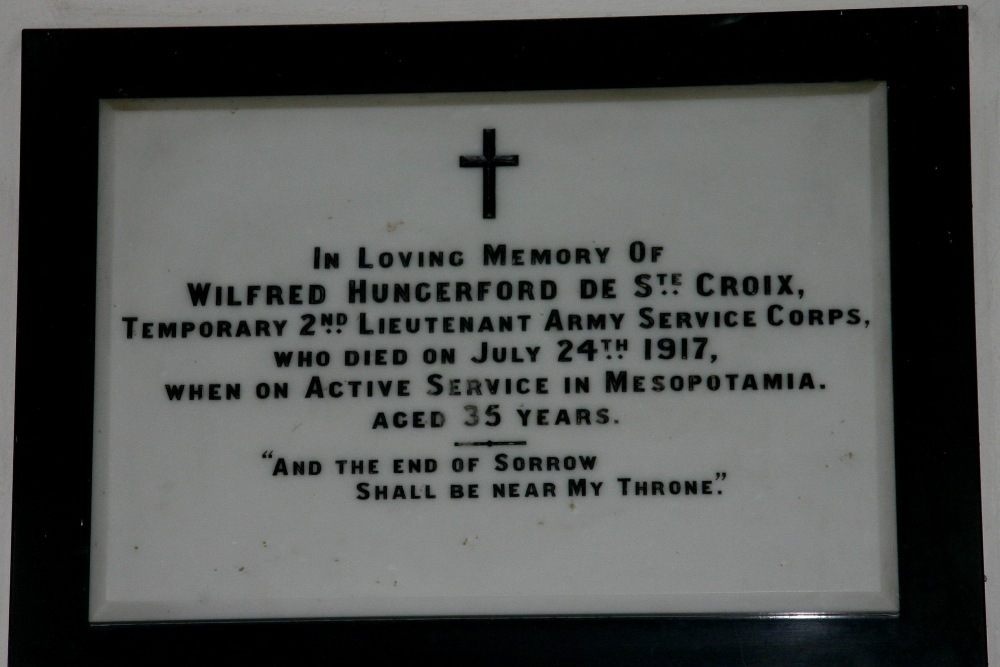 In Loving Memory Of
Wilfred Hungerford de Ste Croix,
Temporary 2nd Lieutenant Army Service Corps,
who died on July 24th 1917,
when on Active Service in Mesopotamia.
aged 35 years.
"And the end of Sorrow
Shall be near My Throne."